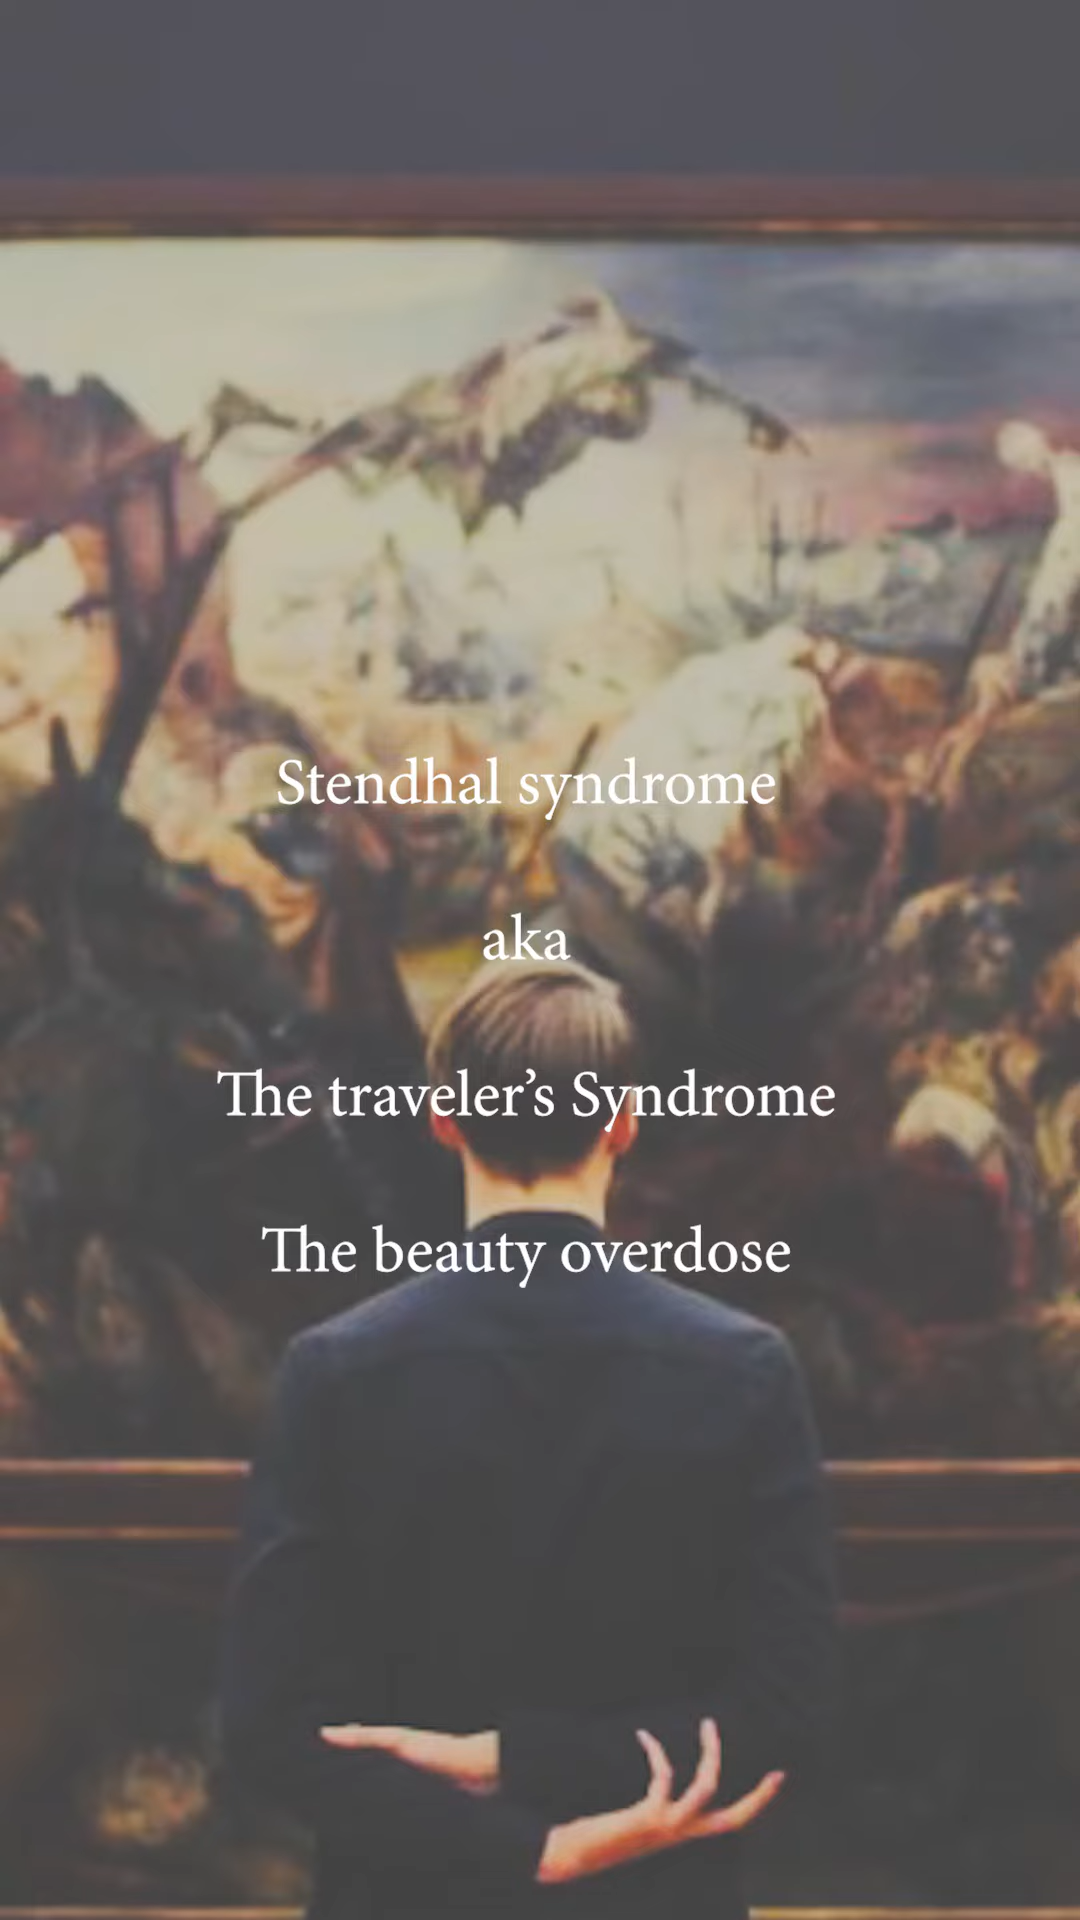 Stendhal syndrome
aka
The traveler’s Syndrome
The beauty overdose